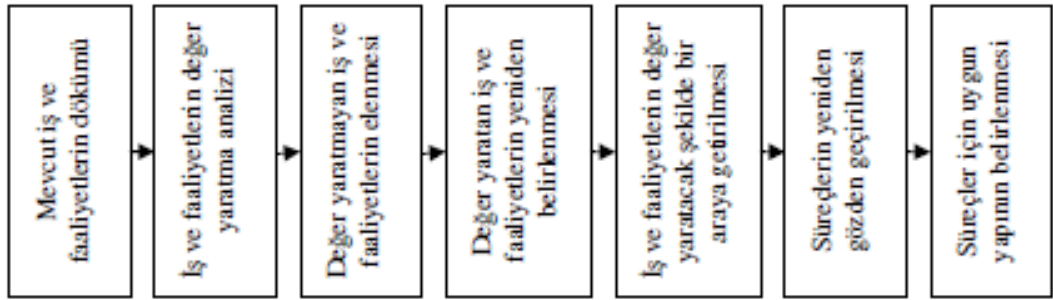 Mevcut iş ve
faaliyetlerin dökümü
İş ve faaliyetlerin değer
yaratma analizi
Değer yaratmayan iş ve
faaliyetlerin elenmesi
Değer yaratan iş ve
faaliyetlerin yeniden
belirlenmesi
İş ve faaliyetlerin değer
yaratacak şekilde bir
araya getirilmesi
Süreçlerin yeniden
gözden geçirilmesi
Süreçler için uygun
yapının belirlenmesi